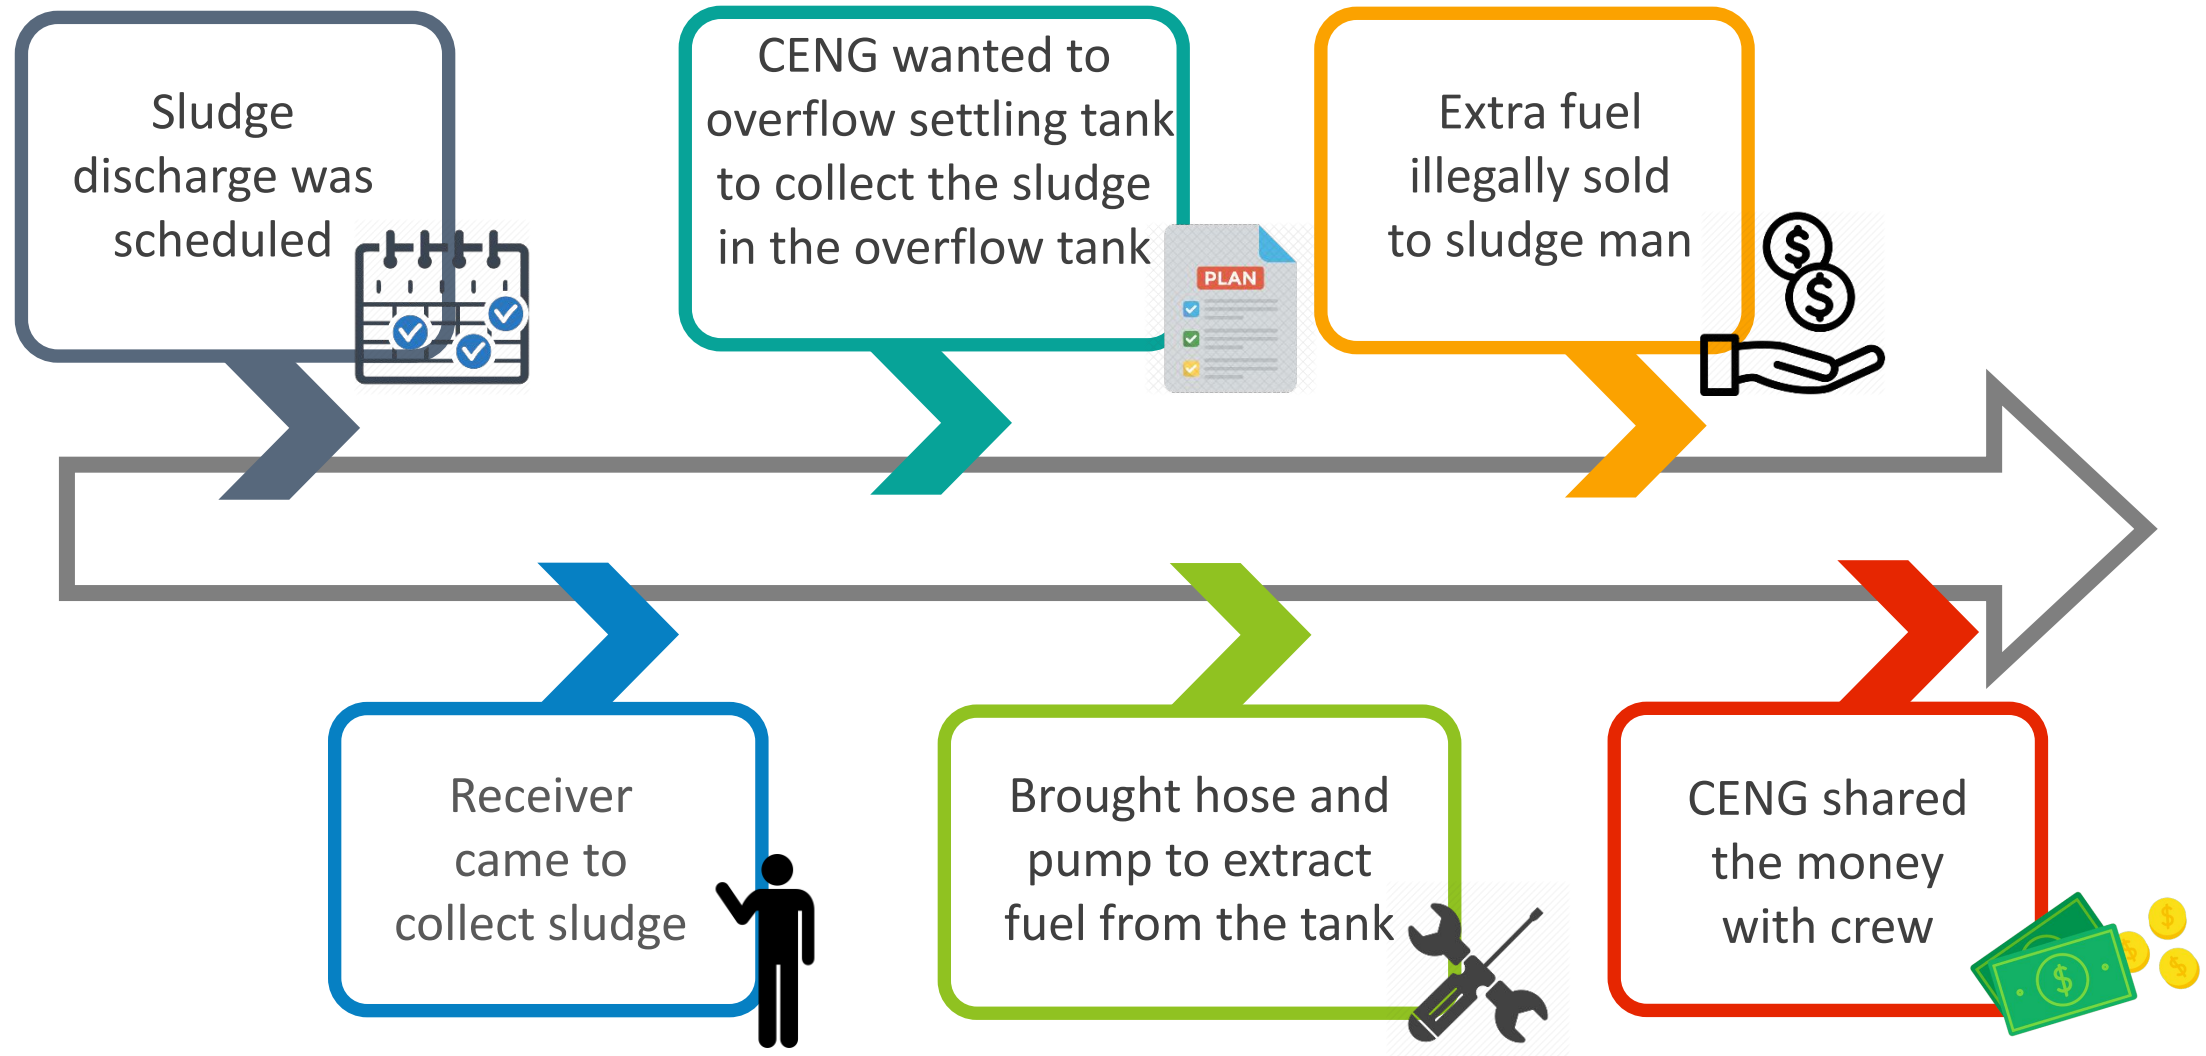 Sludge
discharge was
scheduled
Receiver
came to
collect sludge
CENG wanted to
overflow settling tank
to collect the sludge
in the overflow tank
PLAN
Brought hose and
pump to extract
fuel from the tank
Extra fuel
illegally sold
to sludge man
$
$
CENG shared
the money
with crew
$
$
$
$